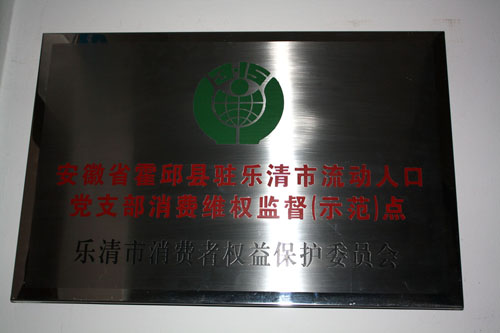 3·15
安徽省霍邱县驻乐清市流动人口
党支部消费维权监督(示范)点
乐清市消费者权益保护委员会